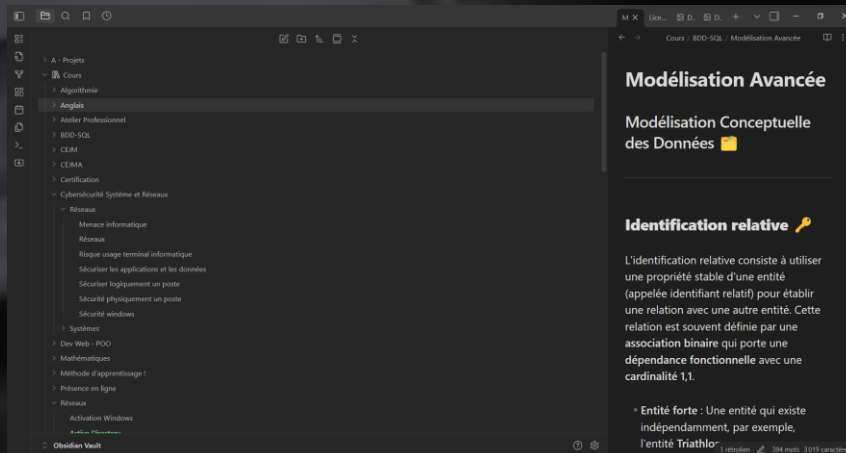 M
Lice...
D.
D.
Cours / BDD-SQL / Modélisation Avancée
A - Projets
Cours
Algorithmie
Anglais
Atelier Professionnel
BDD-SQL
CEJM
CEJMA
Certification
Cybersécurité Système et Réseaux
Réseaux
Menace informatique
Réseaux
Risque usage terminal informatique
Sécuriser les applications et les données
Sécuriser logiquement un poste
Sécurité physiquement un poste
Sécurité windows
Systèmes
Dev Web - POO
Mathématiques
Méthode d'apprentissage !
Présence en ligne
Réseaux
Activation Windows
Active Directory
Obsidian Vault
Modélisation Avancée
Modélisation Conceptuelle
des Données 🗂️
Identification relative 🔑
L'identification relative consiste à utiliser
une propriété stable d'une entité
(appelée identifiant relatif) pour établir
une relation avec une autre entité. Cette
relation est souvent définie par une
association binaire qui porte une
dépendance fonctionnelle avec une
cardinalité 1,1.
Entité forte : Une entité qui existe
indépendamment, par exemple,
l'entité Triathlon
1 rétrolien 394 mots 3 019 caractères